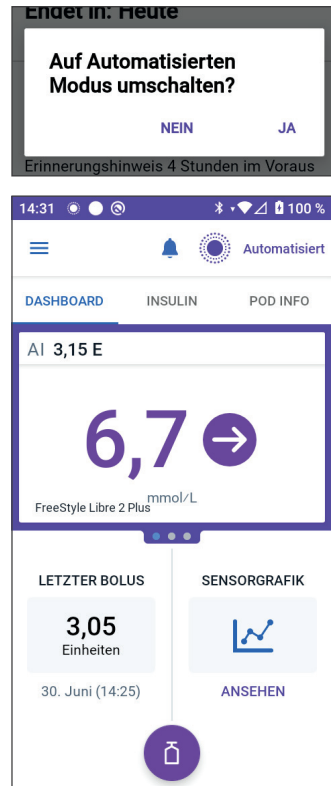 Endet in: Heute
Auf Automatisierten
Modus umschalten?
NEIN JA
Erinnerungshinweis 4 Stunden im Voraus
14:31 100 %
Automatisiert
DASHBOARD INSULIN POD INFO
AI 3,15 E
6,7
mmol/L
FreeStyle Libre 2 Plus
LETZTER BOLUS SENSORGRAFIK
3,05
Einheiten
30. Juni (14:25) ANSEHEN